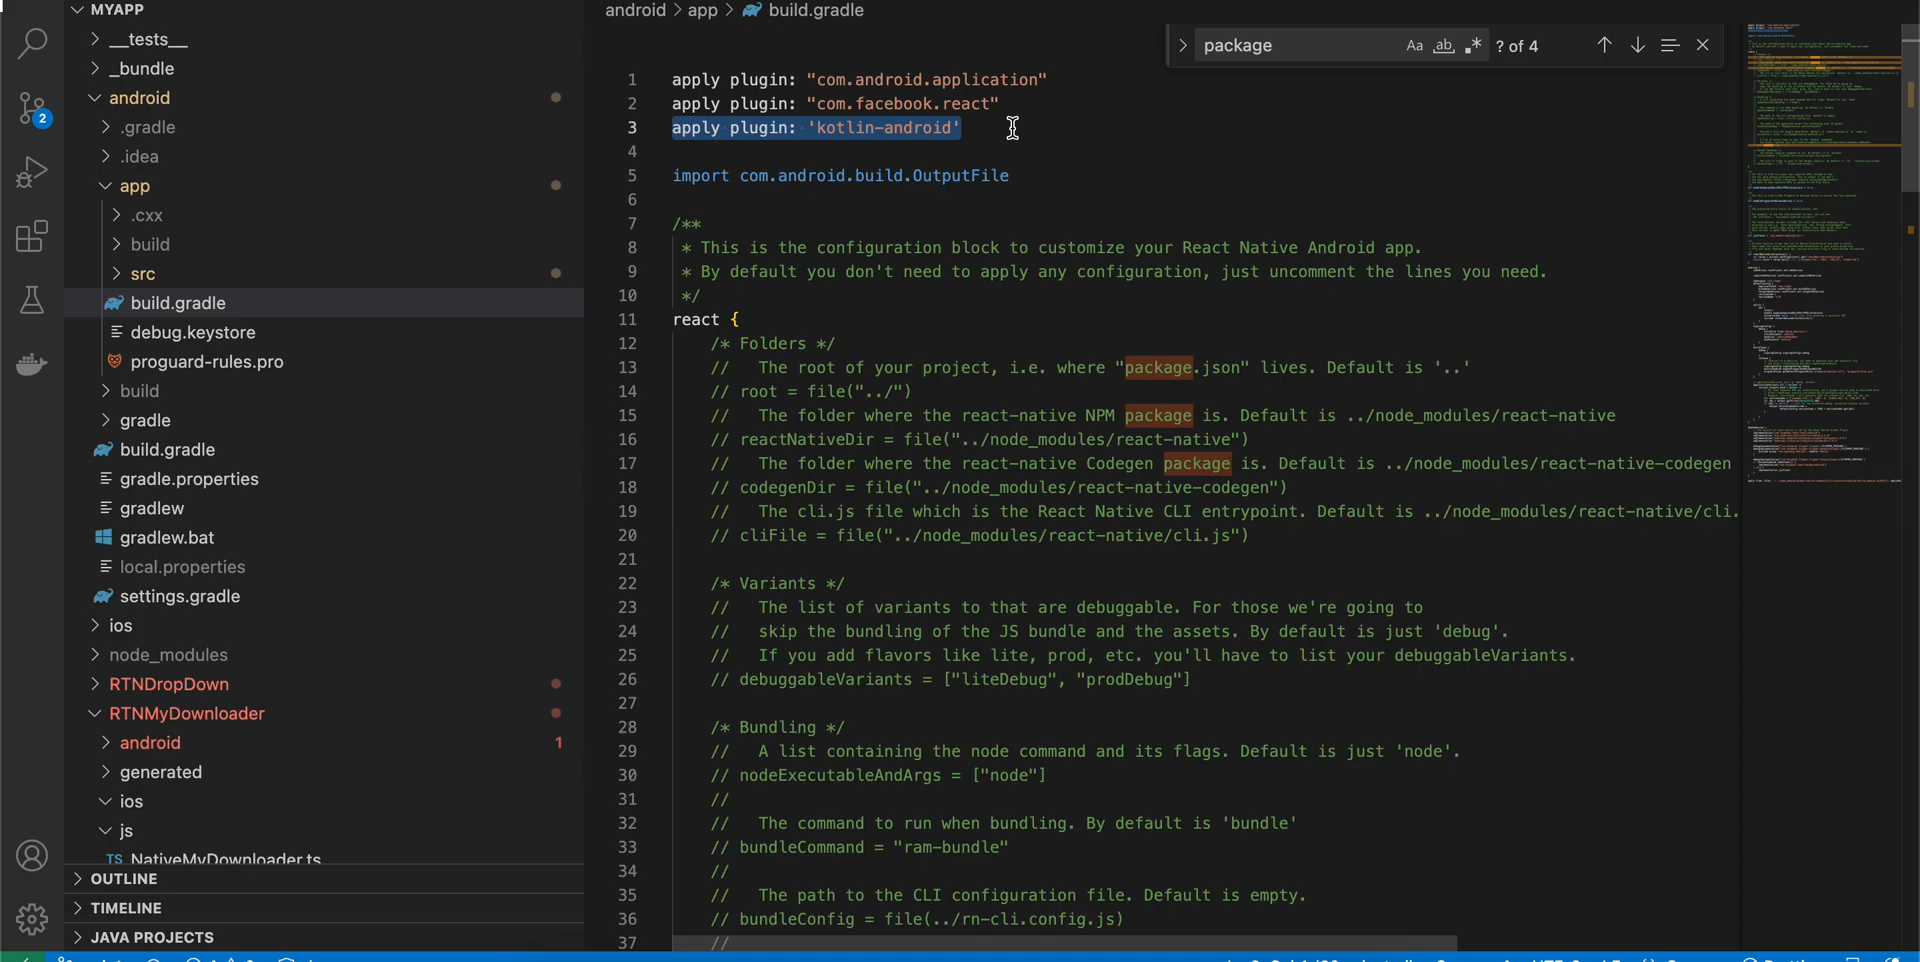 MYAPP
__tests__
_bundle
android
.gradle
.idea
app
.cxx
build
src
build.gradle
debug.keystore
proguard-rules.pro
build
gradle
build.gradle
gradle.properties
gradlew
gradlew.bat
local.properties
settings.gradle
ios
node_modules
RTNDropDown
RTNMyDownloader
android 1
generated
ios
js
TS NativeMyDownloader.ts
OUTLINE
TIMELINE
JAVA PROJECTS
2
android > app > build.gradle
package Aa ab .* ? of 4
1 apply plugin: "com.android.application"
2 apply plugin: "com.facebook.react"
3 apply plugin: 'kotlin-android'
4
5 import com.android.build.OutputFile
6
7 /**
8 * This is the configuration block to customize your React Native Android app.
9 * By default you don't need to apply any configuration, just uncomment the lines you need.
10 */
11 react {
12 /* Folders */
13 // The root of your project, i.e. where "package.json" lives. Default is '..'
14 // root = file("../")
15 // The folder where the react-native NPM package is. Default is ../node_modules/react-native
16 // reactNativeDir = file("../node_modules/react-native")
17 // The folder where the react-native Codegen package is. Default is ../node_modules/react-native-codegen
18 // codegenDir = file("../node_modules/react-native-codegen")
19 // The cli.js file which is the React Native CLI entrypoint. Default is ../node_modules/react-native/cli.
20 // cliFile = file("../node_modules/react-native/cli.js")
21
22 /* Variants */
23 // The list of variants to that are debuggable. For those we're going to
24 // skip the bundling of the JS bundle and the assets. By default is just 'debug'.
25 // If you add flavors like lite, prod, etc. you'll have to list your debuggableVariants.
26 // debuggableVariants = ["liteDebug", "prodDebug"]
27
28 /* Bundling */
29 // A list containing the node command and its flags. Default is just 'node'.
30 // nodeExecutableAndArgs = ["node"]
31 //
32 // The command to run when bundling. By default is 'bundle'
33 // bundleCommand = "ram-bundle"
34 //
35 // The path to the CLI configuration file. Default is empty.
36 // bundleConfig = file(../rn-cli.config.js)
37 //